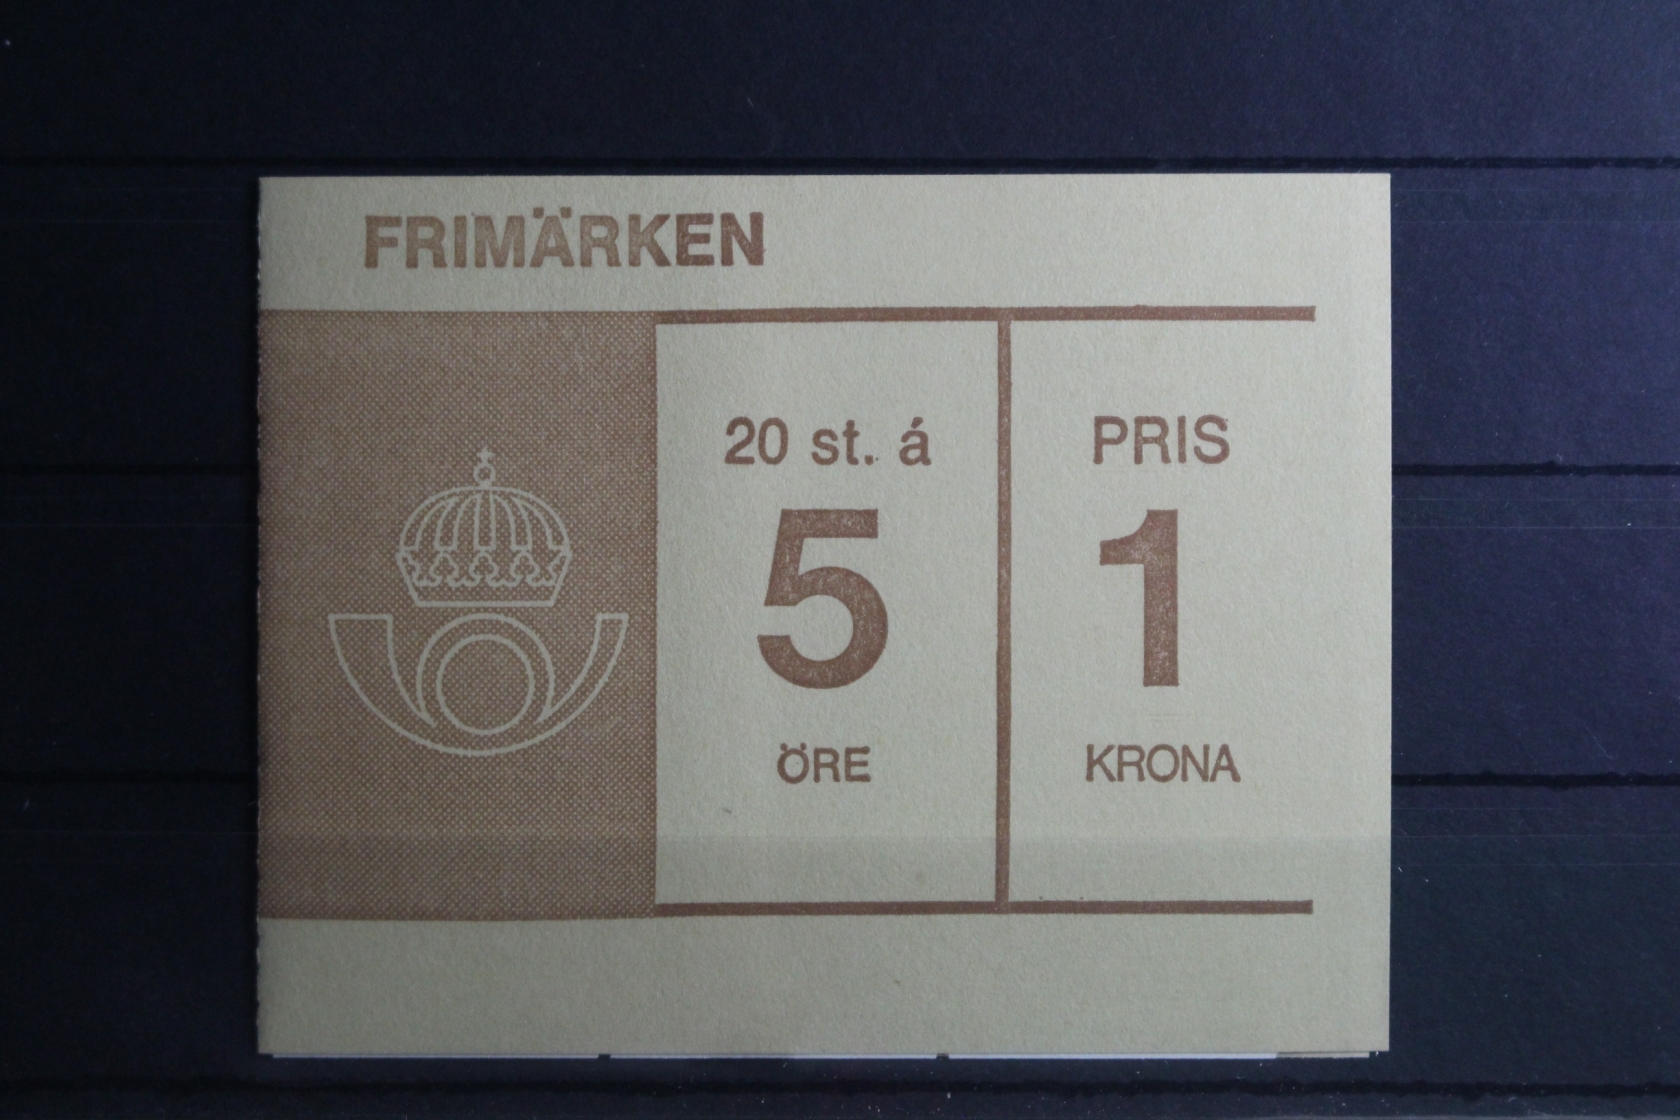 FRIMÄRKEN
20 st. á
5
ÖRE
PRIS
1
KRONA